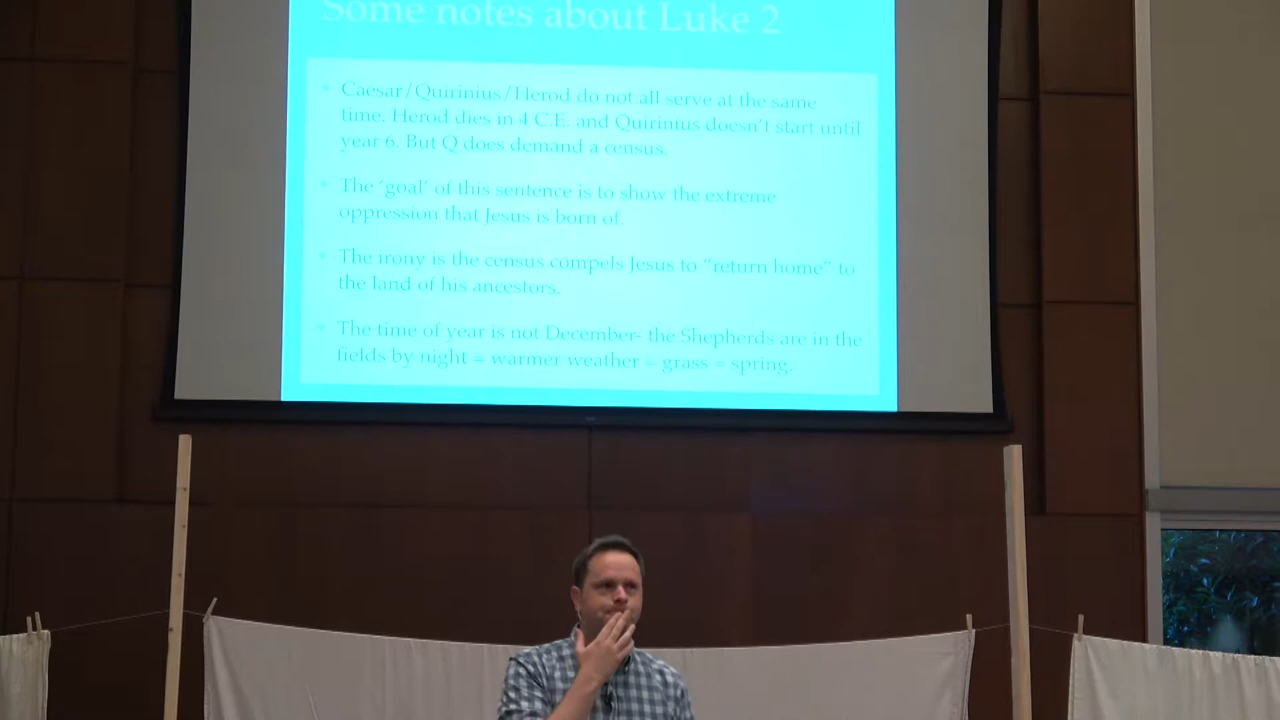 Some notes about Luke 2
Caesar/Quirinius/Herod do not all serve at the same
time. Herod dies in 4 C.E. and Quirinius doesn't start until
year 6. But Q does demand a census.
The 'goal' of this sentence is to show the extreme
oppression that Jesus is born of.
The irony is the census compels Jesus to "return home" to
the land of his ancestors.
The time of year is not December- the Shepherds are in the
fields by night = warmer weather = grass = spring.